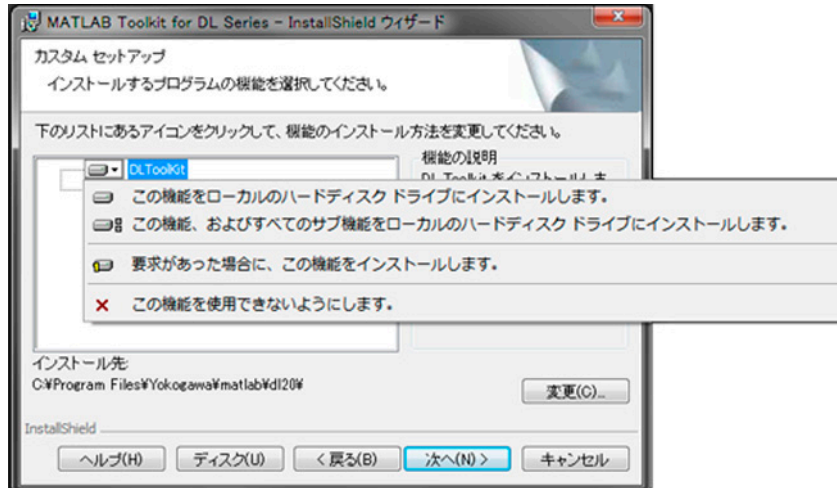 MATLAB Toolkit for DL Series - InstallShield ウィザード
カスタム セットアップ
インストールするプログラムの機能を選択してください。
下のリストにあるアイコンをクリックして、機能のインストール方法を変更してください。
DLToolKit
機能の説明
DL Toolkit をインストールしま
この機能をローカルのハードディスク ドライブにインストールします。
この機能、およびすべてのサブ機能をローカルのハードディスク ドライブにインストールします。
要求があった場合に、この機能をインストールします。
この機能を使用できないようにします。
インストール先:
C:¥Program Files¥Yokogawa¥matlab¥dl20¥
変更(C)...
InstallShield
ヘルプ(H)
ディスク(U)
< 戻る(B)
次へ(N) >
キャンセル